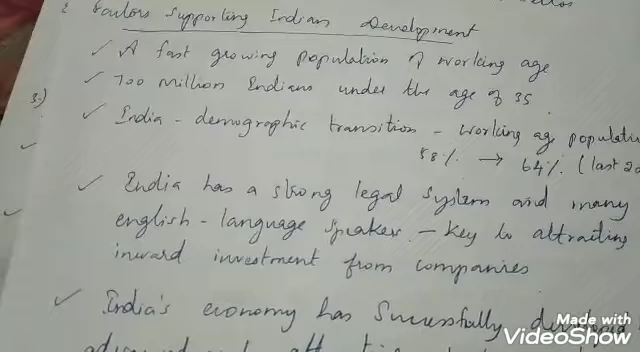 Factors Supporting Indian Development
✓ A fast growing population of working age
✓ 700 Million Indians under the age of 35
3.)
✓ India - demographic transition - working age
58% → 64% (last
✓ India has a strong legal system and many
english - language speaker - Key to attracting
inward investment from companies
✓ India's economy has Successfully
Made with
VideoShow